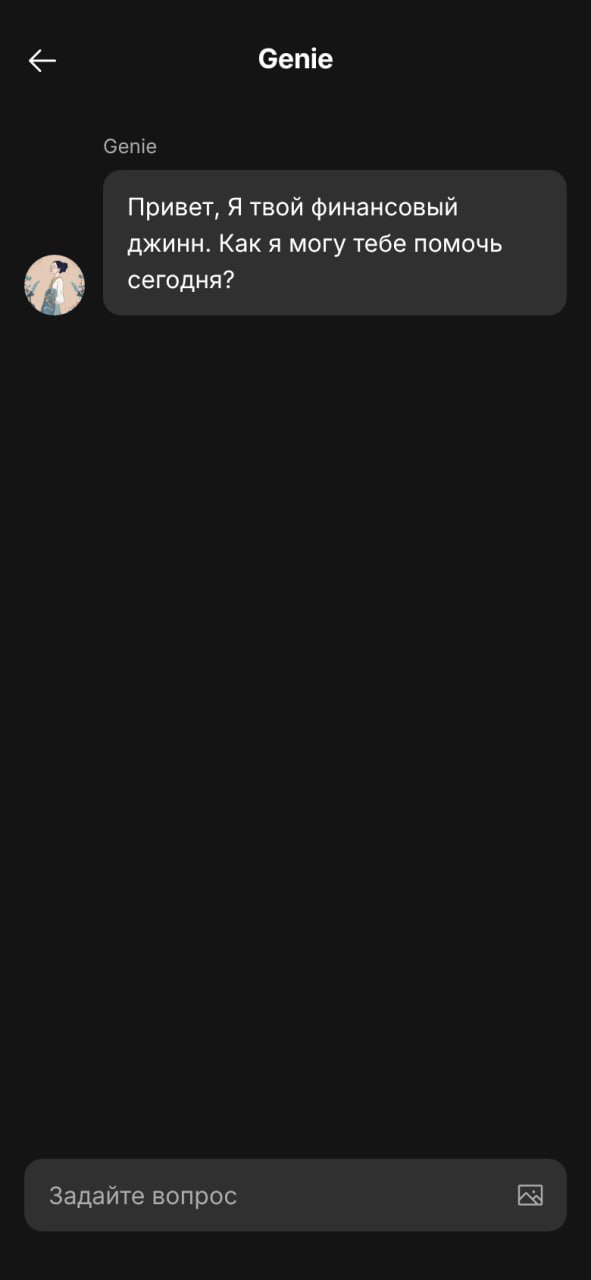 Genie
Genie
Привет, Я твой финансовый
джинн. Как я могу тебе помочь
сегодня?
Задайте вопрос